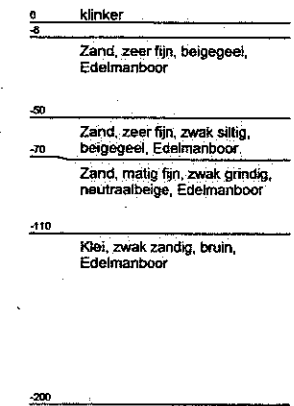 0 klinker
-8
Zand, zeer fijn, beigegeel,
Edelmanboor
-50
Zand, zeer fijn, zwak siltig,
beigegeel, Edelmanboor
-70
Zand, matig fijn, zwak grindig,
neutraalbeige, Edelmanboor
-110
Klei, zwak zandig, bruin,
Edelmanboor
-200